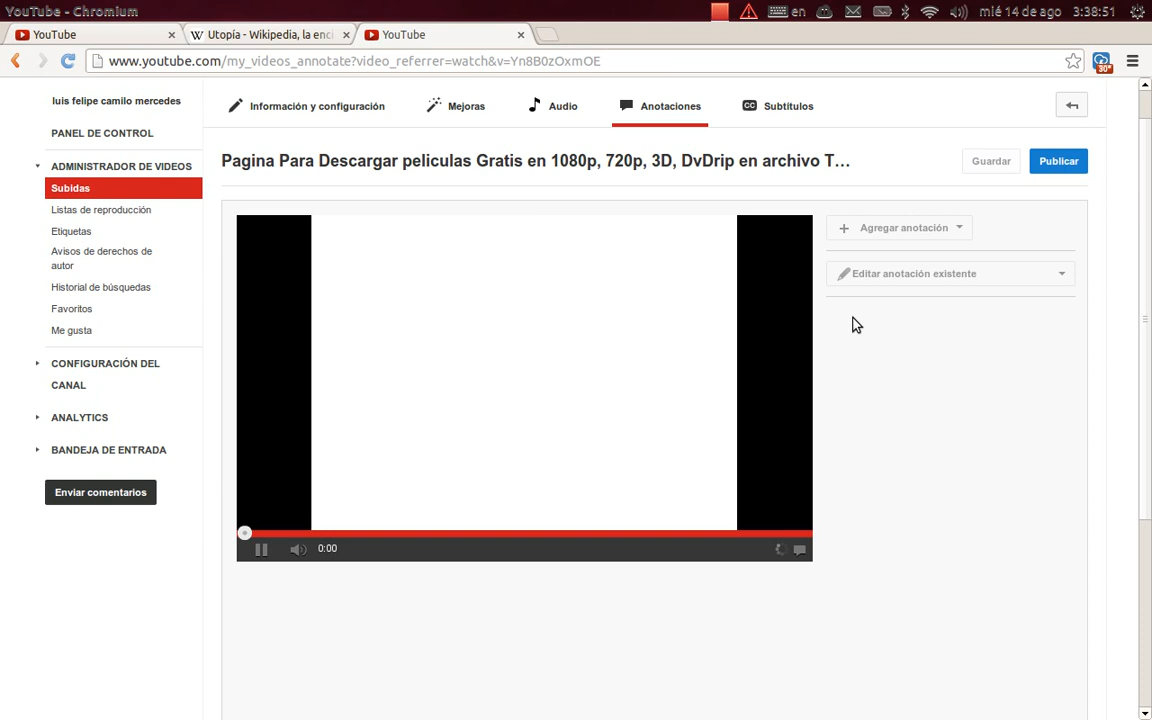 YouTube - Chromium
en
mié 14 de ago
3:38:51
YouTube
W Utopía - Wikipedia, la enci
YouTube
www.youtube.com/my_videos_annotate?video_referrer=watch&v=Yn8B0zOxmOE
30°
luis felipe camilo mercedes
Información y configuración
Mejoras
Audio
Anotaciones
CC Subtítulos
PANEL DE CONTROL
ADMINISTRADOR DE VIDEOS
Subidas
Listas de reproducción
Etiquetas
Avisos de derechos de
autor
Historial de búsquedas
Favoritos
Me gusta
CONFIGURACIÓN DEL
CANAL
ANALYTICS
BANDEJA DE ENTRADA
Enviar comentarios
Pagina Para Descargar peliculas Gratis en 1080p, 720p, 3D, DvDrip en archivo T...
Guardar
Publicar
Agregar anotación
Editar anotación existente
0:00